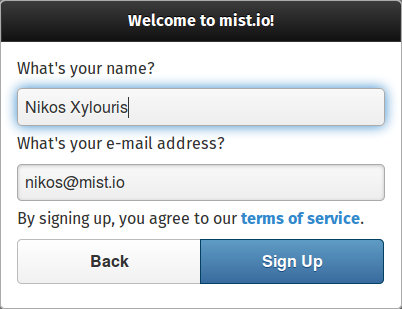 Welcome to mist.io!
What's your name?
Nikos Xylouris
What's your e-mail address?
nikos@mist.io
By signing up, you agree to our terms of service.
Back
Sign Up